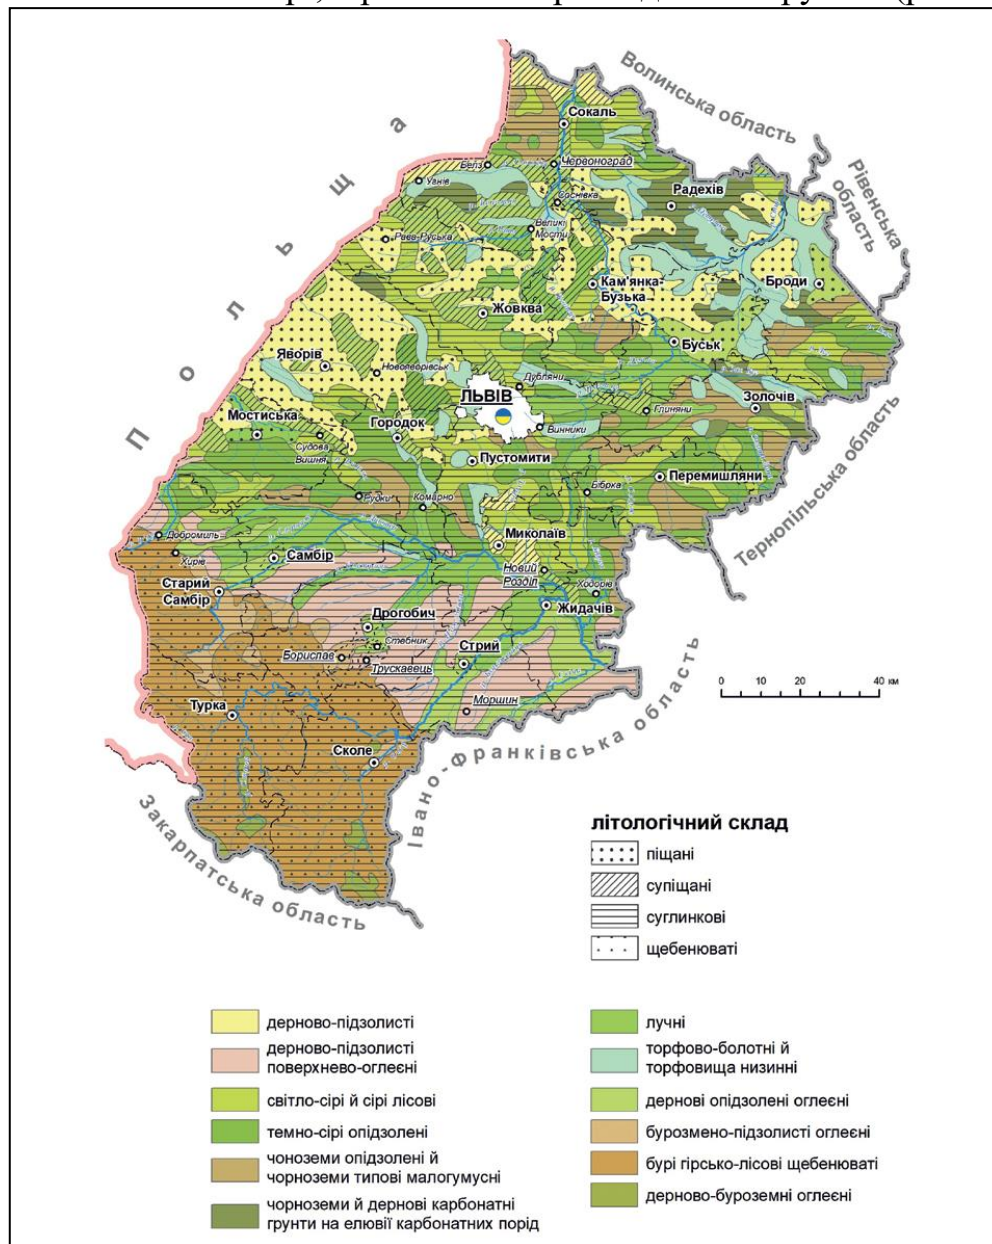 Волинська область
Рівенська
область
Польща
Сокаль
Белз
Червоноград
Угнів
Соснівка
Радехів
Рава-Руська
Великі
Мости
Кам'янка-
Бузька
Броди
Жовква
Буськ
Яворів
Новояворівськ
Дубляни
ЛЬВІВ
Глиняни
Золочів
Мостиська
Городок
Винники
Судова
Вишня
Пустомити
Перемишляни
Бібрка
Рудки
Комарно
Тернопільська область
Добромиль
Миколаїв
Хирів
Самбір
Новий
Розділ
Ходорів
Старий
Самбір
Жидачів
Дрогобич
Стебник
Стрий
Борислав
Трускавець
Моршин
0 10 20 40 км
Турка
Сколе
Івано-Франківська область
Закарпатська область
літологічний склад
піщані
супіщані
суглинкові
щебенюваті
дерново-підзолисті
дерново-підзолисті
поверхнево-оглеєні
світло-сірі й сірі лісові
темно-сірі опідзолені
чоноземи опідзолені й
чорноземи типові малогумусні
чорноземи й дернові карбонатні
грунти на елювії карбонатних порід
лучні
торфово-болотні й
торфовища низинні
дернові опідзолені оглеєні
бурозмено-підзолисті оглеєні
бурі гірсько-лісові щебенюваті
дерново-буроземні оглеєні